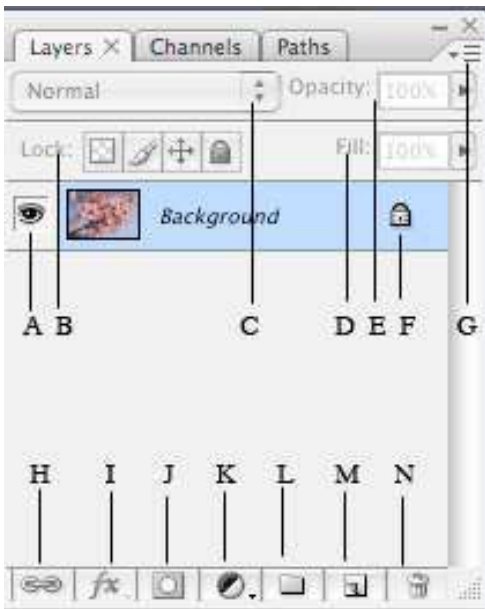 Layers × Channels Paths
Normal Opacity: 100%
Lock: Fill: 100%
Background
A B C D E F G
H I J K L M N
fx